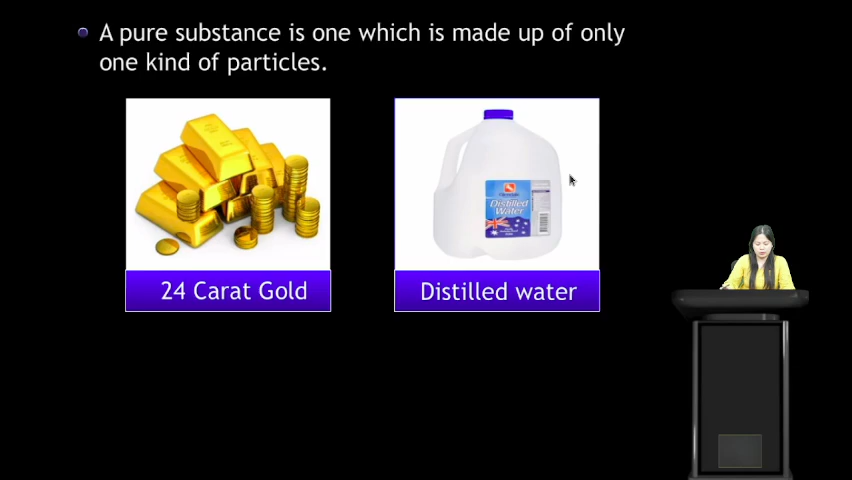 A pure substance is one which is made up of only
one kind of particles.
Distilled
Water
24 Carat Gold
Distilled water